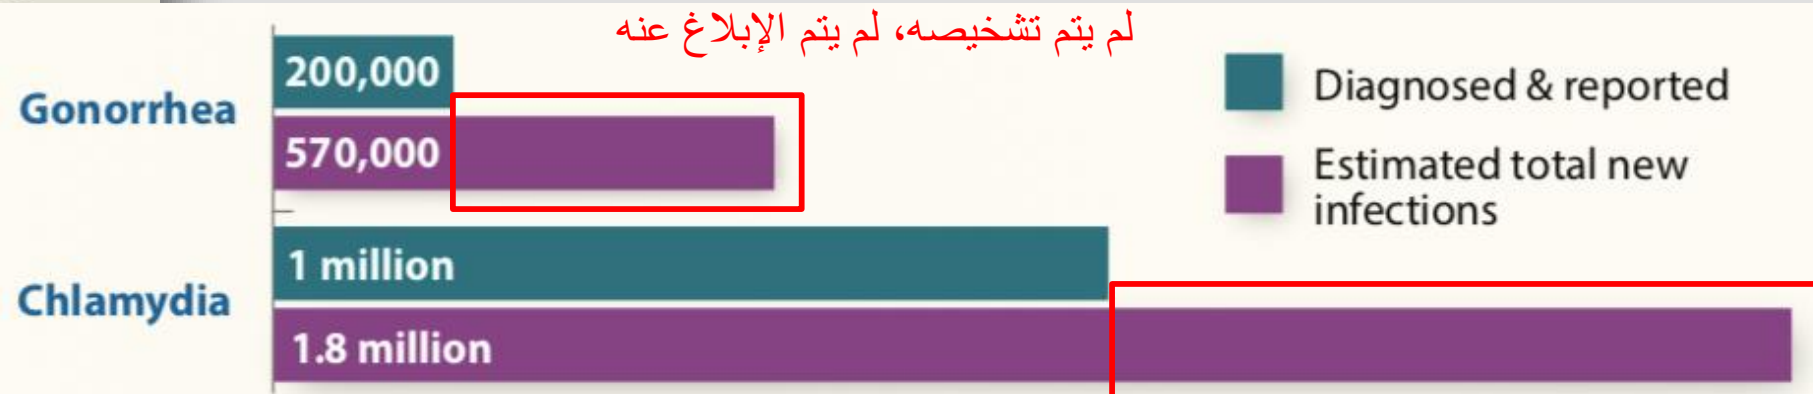 لم يتم تشخيصه، لم يتم الإبلاغ عنه
Gonorrhea
200,000
570,000
Chlamydia
1 million
1.8 million
Diagnosed & reported
Estimated total new
infections